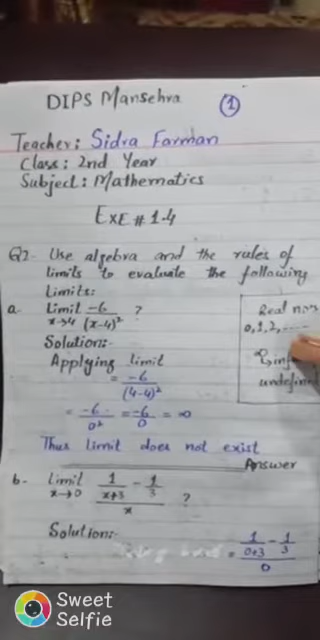 DIPS Mansehra ①
Teacher: Sidra Farman
Class: 2nd Year
Subject: Mathematics
Exe # 1.4
Q2- Use algebra and the rules of
limits to evaluate the following
Limits:
a- Limit x→4 -6/(x-4)² ?
Real nos
0,1,2,-----
Solution:-
Applying limit
∞
undefined
= -6/(4-4)²
= -6/0² = -6/0 = ∞
Thus limit does not exist
Answer
b- Limit x→0 (1/(x+3) - 1/3)/x ?
Solution:-
= (1/(0+3) - 1/3)/0
Sweet
Selfie